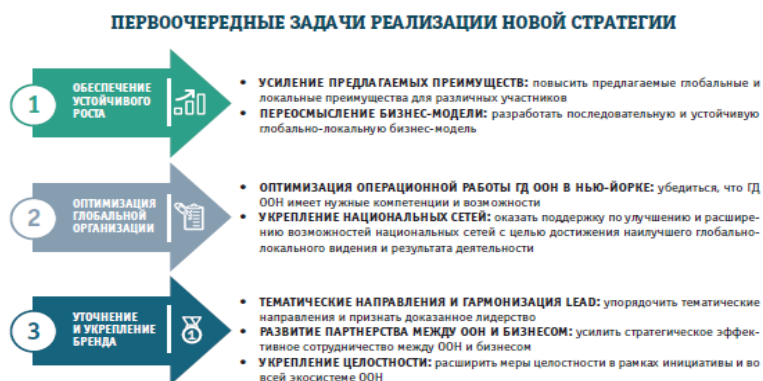 ПЕРВООЧЕРЕДНЫЕ ЗАДАЧИ РЕАЛИЗАЦИИ НОВОЙ СТРАТЕГИИ
1
ОБЕСПЕЧЕНИЕ
УСТОЙЧИВОГО
РОСТА
• УСИЛЕНИЕ ПРЕДЛАГАЕМЫХ ПРЕИМУЩЕСТВ: повысить предлагаемые глобальные и
локальные преимущества для различных участников
• ПЕРЕОСМЫСЛЕНИЕ БИЗНЕС-МОДЕЛИ: разработать последовательную и устойчивую
глобально-локальную бизнес-модель
2
ОПТИМИЗАЦИЯ
ГЛОБАЛЬНОЙ
ОРГАНИЗАЦИИ
• ОПТИМИЗАЦИЯ ОПЕРАЦИОННОЙ РАБОТЫ ГД ООН В НЬЮ-ЙОРКЕ: убедиться, что ГД
ООН имеет нужные компетенции и возможности
• УКРЕПЛЕНИЕ НАЦИОНАЛЬНЫХ СЕТЕЙ: оказать поддержку по улучшению и расшире-
нию возможностей национальных сетей с целью достижения наилучшего глобально-
локального видения и результата деятельности
3
УТОЧНЕНИЕ
И УКРЕПЛЕНИЕ
БРЕНДА
1
• ТЕМАТИЧЕСКИЕ НАПРАВЛЕНИЯ И ГАРМОНИЗАЦИЯ LEAD: упорядочить тематические
направления и признать доказанное лидерство
• РАЗВИТИЕ ПАРТНЕРСТВА МЕЖДУ ООН И БИЗНЕСОМ: усилить стратегическое эффек-
тивное сотрудничество между ООН и бизнесом
• УКРЕПЛЕНИЕ ЦЕЛОСТНОСТИ: расширить меры целостности в рамках инициативы и во
всей экосистеме ООН